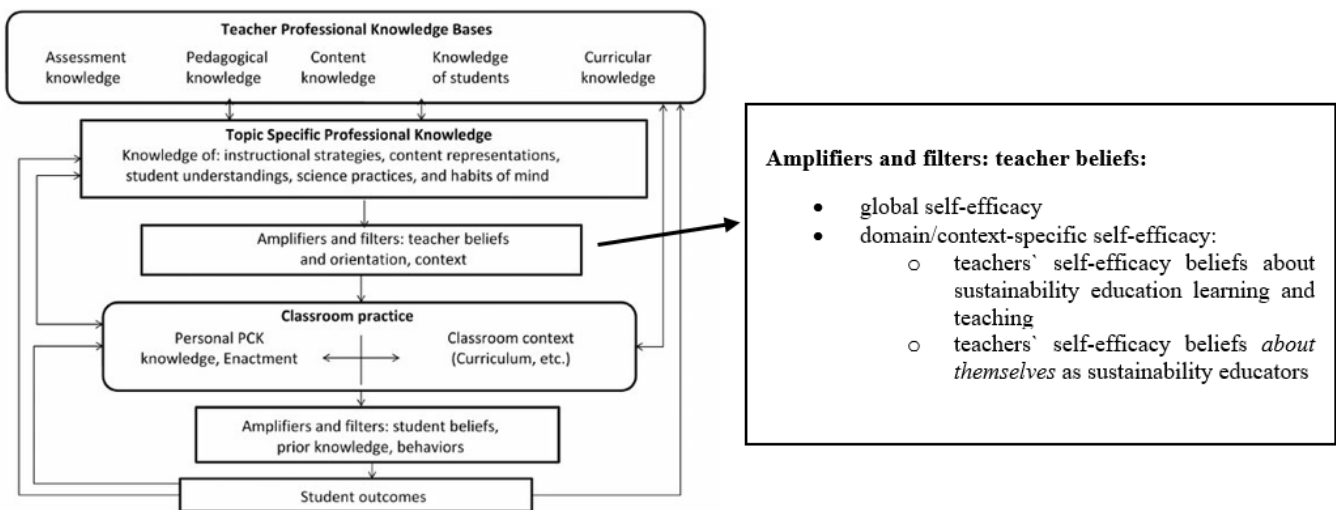 Teacher Professional Knowledge Bases
Assessment knowledge
Pedagogical knowledge
Content knowledge
Knowledge of students
Curricular knowledge
Topic Specific Professional Knowledge
Knowledge of: instructional strategies, content representations,
student understandings, science practices, and habits of mind
Amplifiers and filters: teacher beliefs
and orientation, context
Classroom practice
Personal PCK
knowledge, Enactment
Classroom context
(Curriculum, etc.)
Amplifiers and filters: student beliefs,
prior knowledge, behaviors
Student outcomes
Amplifiers and filters: teacher beliefs:
• global self-efficacy
• domain/context-specific self-efficacy:
o teachers` self-efficacy beliefs about
sustainability education learning and
teaching
o teachers` self-efficacy beliefs about
themselves as sustainability educators